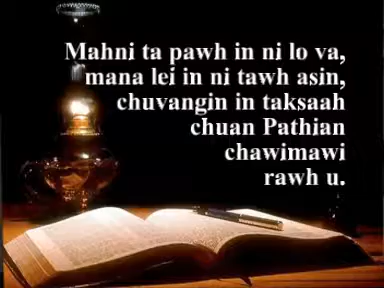 Mahni ta pawh in ni lo va,
mana lei in ni tawh asin,
chuvangin in taksaah
chuan Pathian
chawimawi
rawh u.